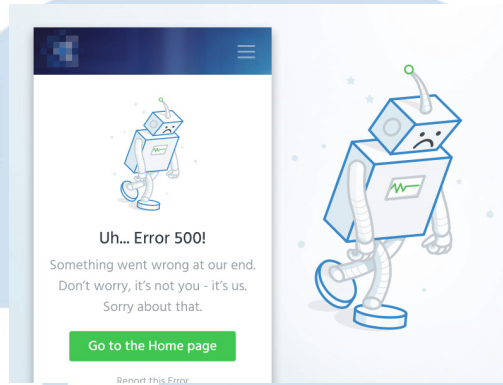 Uh... Error 500!
Something went wrong at our end.
Don't worry, it's not you - it's us.
Sorry about that.
Go to the Home page
Report this Error